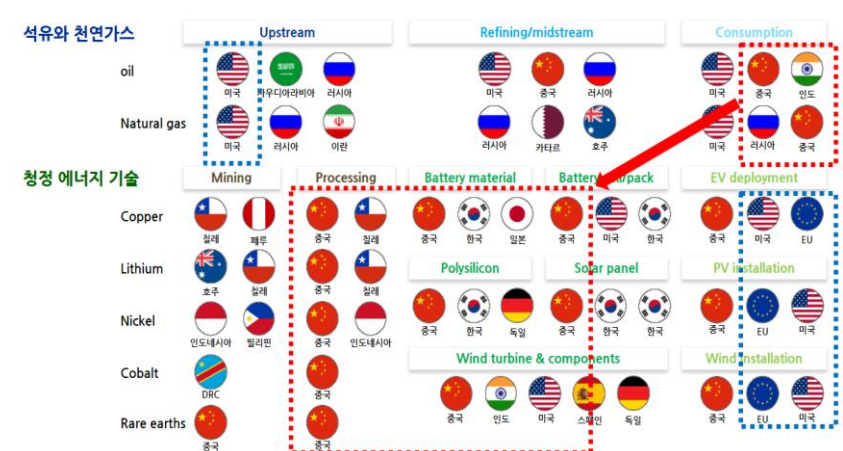 석유와 천연가스 Upstream Refining/midstream Consumption
oil
미국 사우디아라비아 러시아 미국 중국 러시아 미국 중국 인도
Natural gas
미국 러시아 이란 러시아 카타르 호주 미국 러시아 중국
청정 에너지 기술 Mining Processing Battery material Battery cell/pack EV deployment
Copper
칠레 페루 중국 칠레 중국 한국 일본 중국 미국 한국 중국 미국 EU
Lithium Polysilicon Solar panel PV installation
호주 칠레 중국 칠레
Nickel
인도네시아 필리핀 중국 인도네시아 중국 한국 독일 중국 한국 한국 중국 EU 미국
Wind turbine & components Wind installation
Cobalt
DRC 중국
중국 인도 미국 스페인 독일 중국 EU 미국
Rare earths
중국 중국